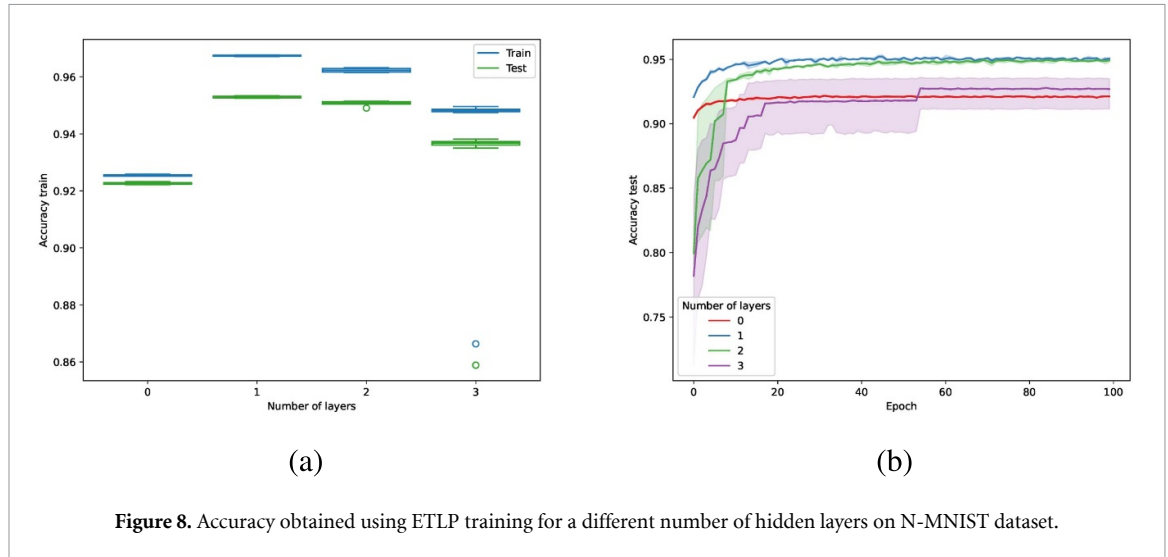 Accuracy train
0.96
0.94
0.92
0.90
0.88
0.86
Train
Test
0
1
2
3
Number of layers
(a)
Accuracy test
0.95
0.90
0.85
0.80
0.75
Number of layers
0
1
2
3
0
20
40
60
80
100
Epoch
(b)
Figure 8. Accuracy obtained using ETLP training for a different number of hidden layers on N-MNIST dataset.